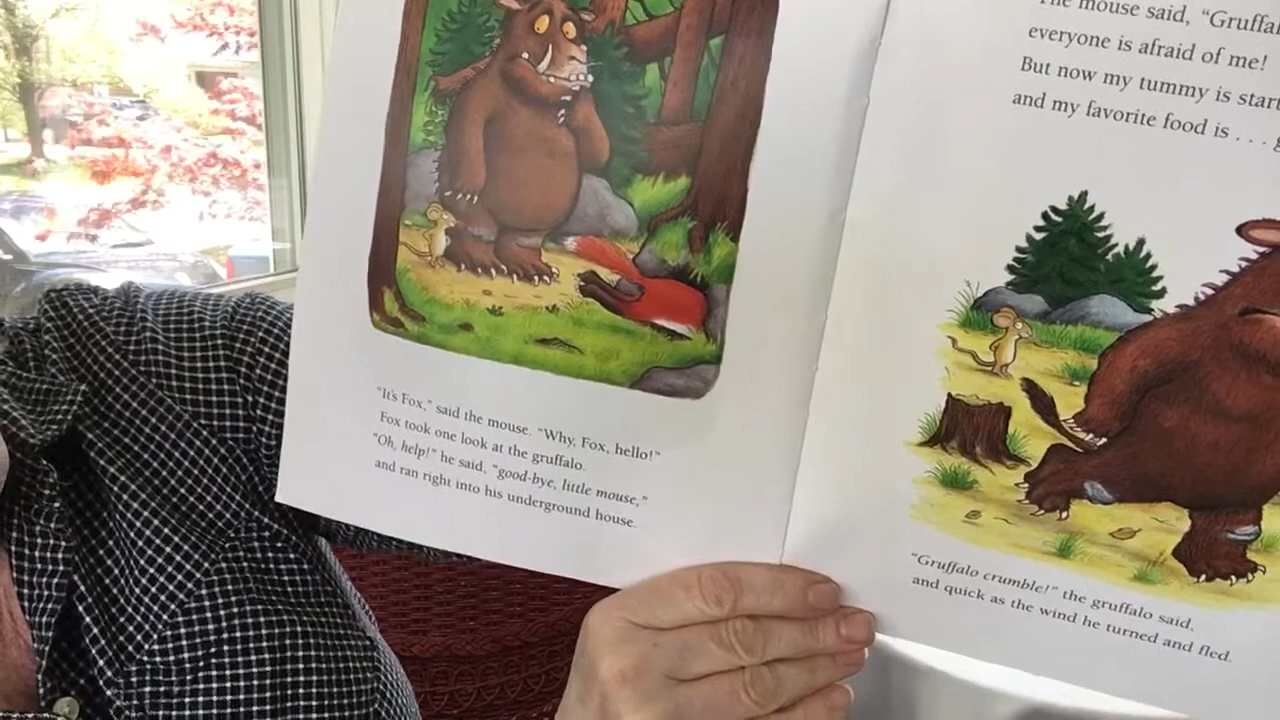 "It's Fox," said the mouse. "Why, Fox, hello!"
Fox took one look at the gruffalo.
"Oh, help!" he said, "good-bye, little mouse,"
and ran right into his underground house.
The mouse said, "Gruffal
everyone is afraid of me!
But now my tummy is start
and my favorite food is . . . g
"Gruffalo crumble!" the gruffalo said,
and quick as the wind he turned and fled.